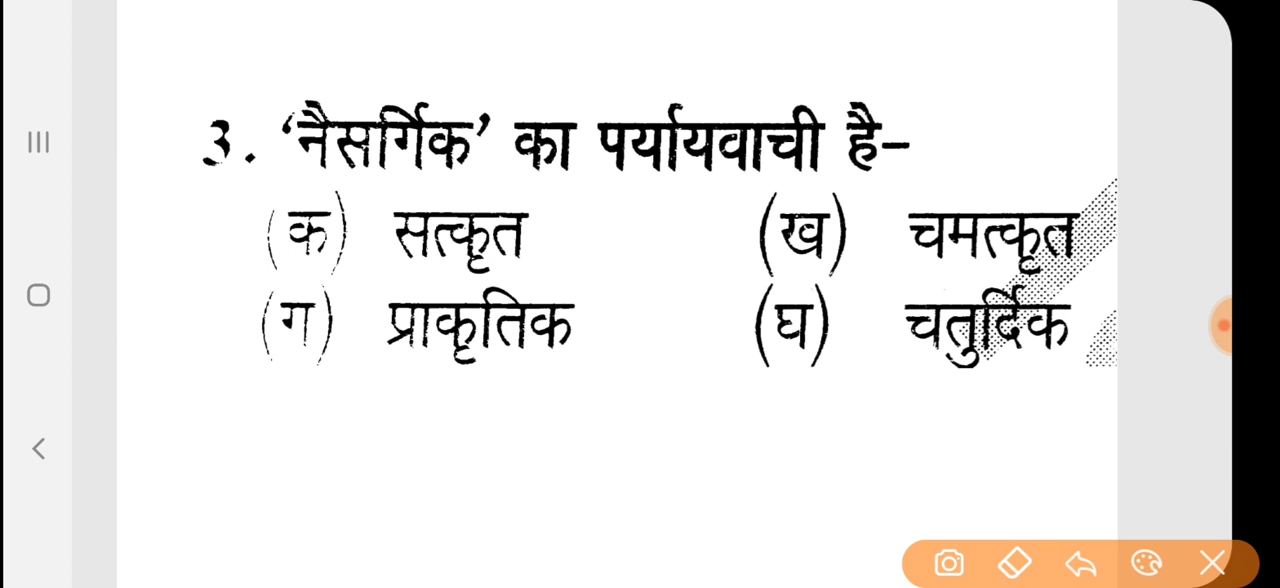 3. 'नैसर्गिक' का पर्यायवाची है–
(क) सत्कृत (ख) चमत्कृत
(ग) प्राकृतिक (घ) चतुर्दिक